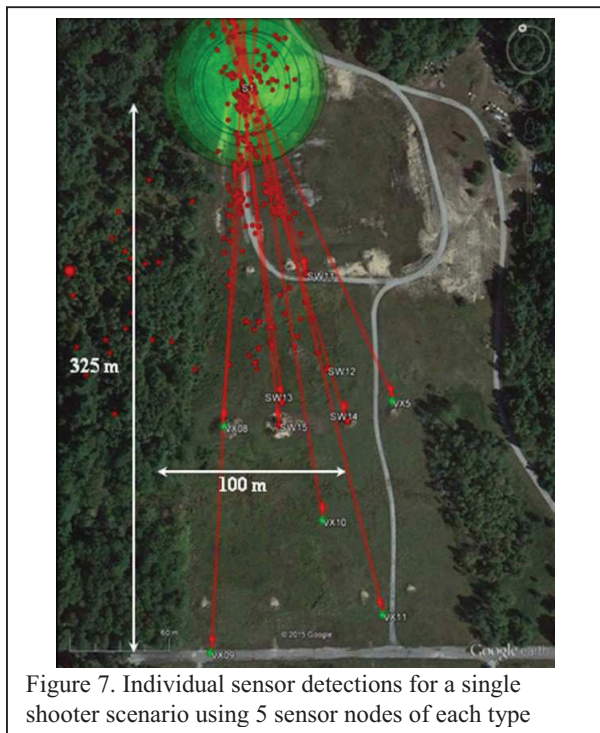 S1
SW11
325 m
SW12
SW13
VX5
SW14
VX08
SW15
100 m
VX10
VX11
60 m
© 2015 Google
Google earth
VX09
Figure 7. Individual sensor detections for a single
shooter scenario using 5 sensor nodes of each type